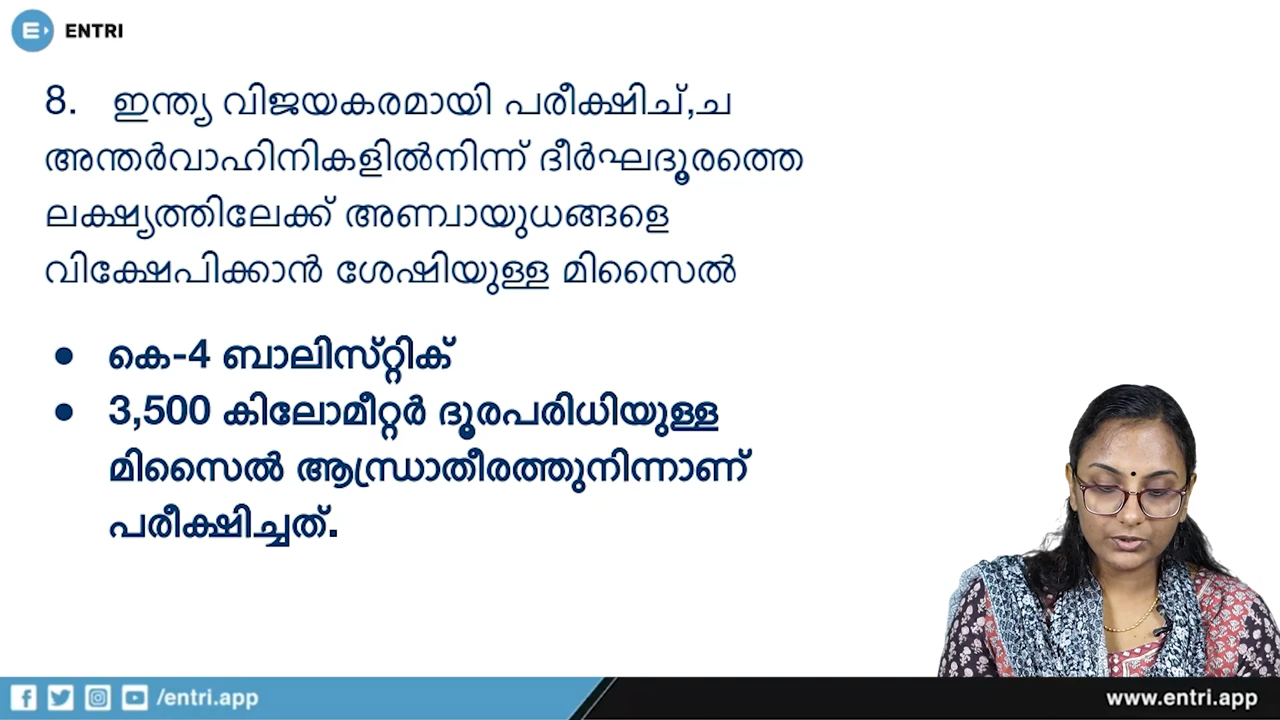 ENTRI
8. ഇന്ത്യ വിജയകരമായി പരീക്ഷിച്,ച
അന്തർവാഹിനികളിൽനിന്ന് ദീർഘദൂരത്തെ
ലക്ഷ്യത്തിലേക്ക് അണ്വായുധങ്ങളെ
വിക്ഷേപിക്കാൻ ശേഷിയുള്ള മിസൈൽ
● കെ-4 ബാലിസ്റ്റിക്
● 3,500 കിലോമീറ്റർ ദൂരപരിധിയുള്ള
മിസൈൽ ആന്ധ്രാതീരത്തുനിന്നാണ്
പരീക്ഷിച്ചത്.
/entri.app
www.entri.app